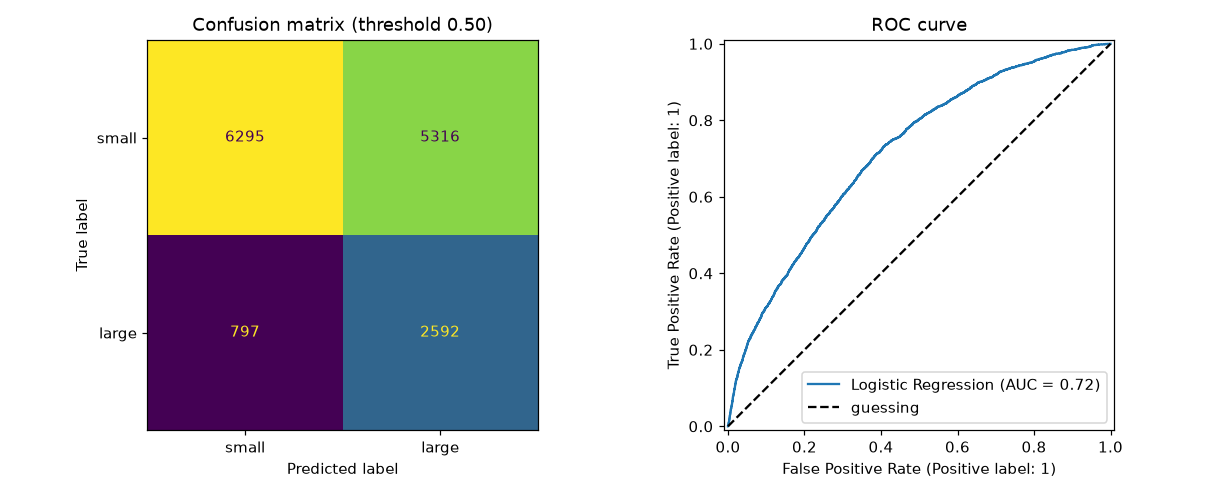 Confusion matrix (threshold 0.50)
True label
small
large
6295
5316
797
2592
small
large
Predicted label
ROC curve
True Positive Rate (Positive label: 1)
1.0
0.8
0.6
0.4
0.2
0.0
Logistic Regression (AUC = 0.72)
guessing
0.0
0.2
0.4
0.6
0.8
1.0
False Positive Rate (Positive label: 1)